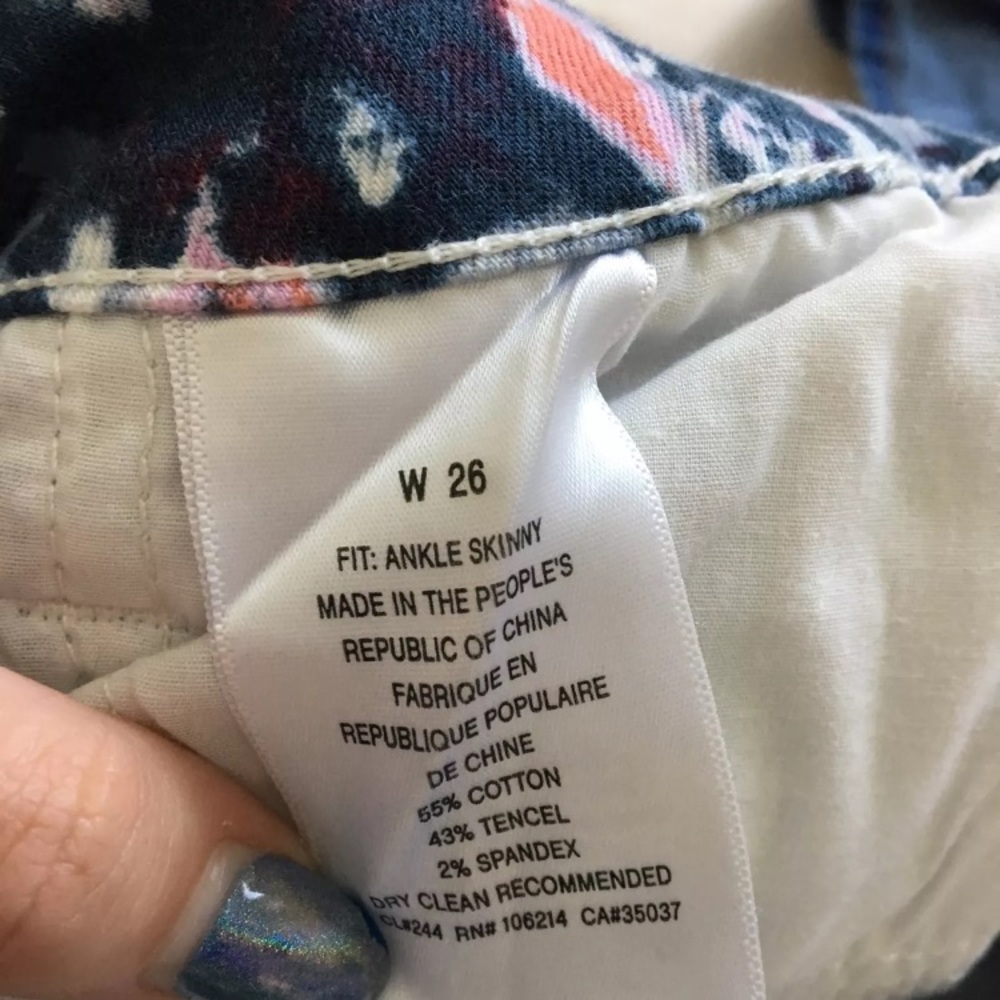 W 26
FIT: ANKLE SKINNY
MADE IN THE PEOPLE'S
REPUBLIC OF CHINA
FABRIQUE EN
REPUBLIQUE POPULAIRE
DE CHINE
55% COTTON
43% TENCEL
2% SPANDEX
DRY CLEAN RECOMMENDED
CL#244 RN# 106214 CA#35037